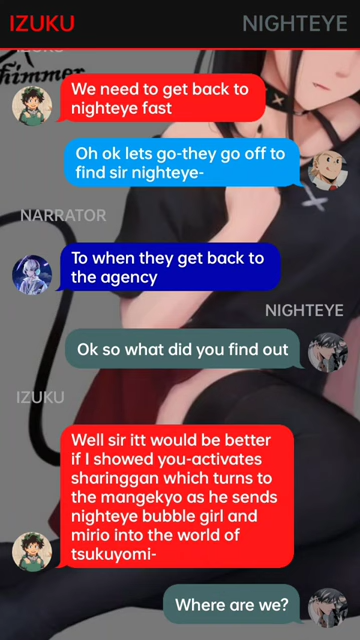 IZUKU
NIGHTEYE
IZUKU
himmer
We need to get back to
nighteye fast
Oh ok lets go-they go off to
find sir nighteye-
NARRATOR
To when they get back to
the agency
NIGHTEYE
Ok so what did you find out
IZUKU
Well sir itt would be better
if I showed you-activates
sharinggan which turns to
the mangekyo as he sends
nighteye bubble girl and
mirio into the world of
tsukuyomi-
Where are we?